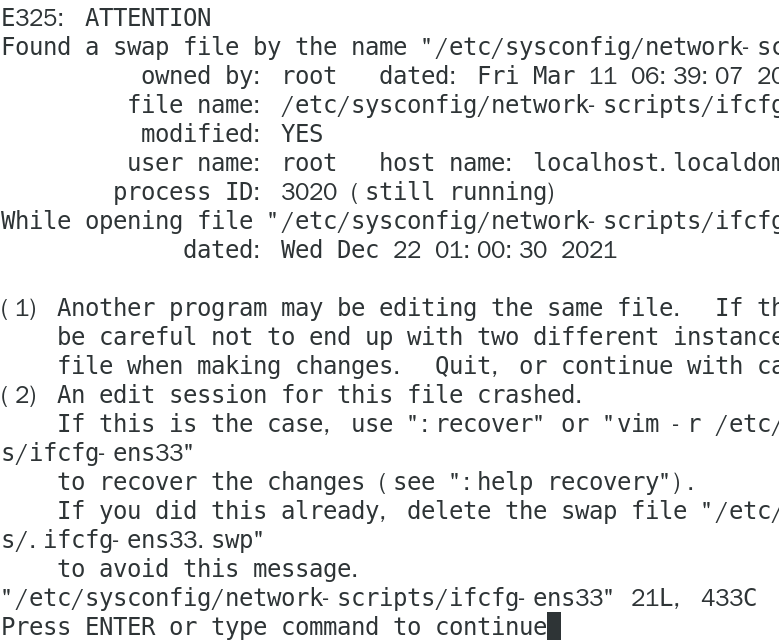 E325: ATTENTION
Found a swap file by the name "/etc/sysconfig/network-sc
owned by: root   dated: Fri Mar 11 06:39:07 20
file name: /etc/sysconfig/network-scripts/ifcfg
modified: YES
user name: root   host name: localhost.localdom
process ID: 3020 (still running)
While opening file "/etc/sysconfig/network-scripts/ifcfg
dated: Wed Dec 22 01:00:30 2021
(1) Another program may be editing the same file.  If th
be careful not to end up with two different instance
file when making changes.  Quit, or continue with ca
(2) An edit session for this file crashed.
If this is the case, use ":recover" or "vim -r /etc/
s/ifcfg-ens33"
to recover the changes (see ":help recovery").
If you did this already, delete the swap file "/etc/
s/.ifcfg-ens33.swp"
to avoid this message.
"/etc/sysconfig/network-scripts/ifcfg-ens33" 21L, 433C
Press ENTER or type command to continue